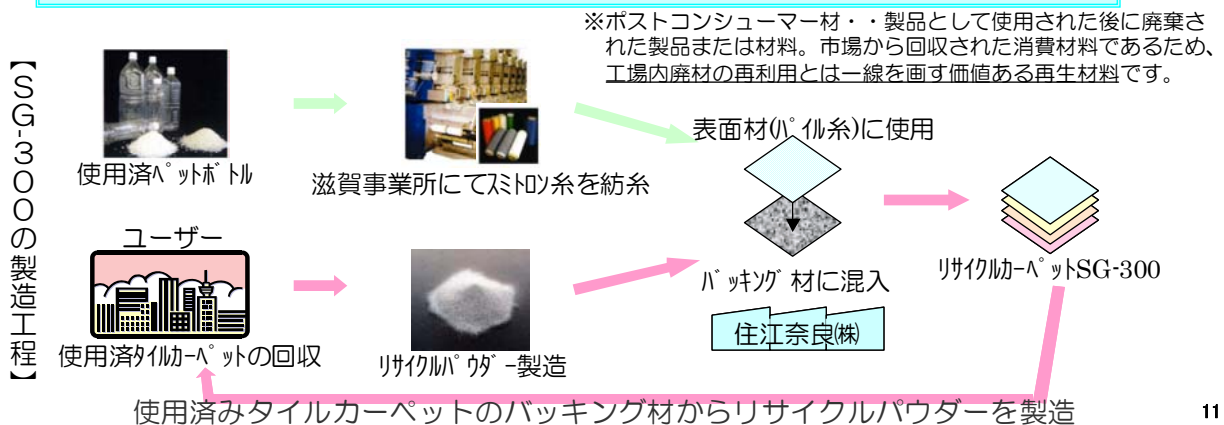 ※ポストコンシューマー材・・製品として使用された後に廃棄さ
れた製品または材料。市場から回収された消費材料であるため、
工場内廃材の再利用とは一線を画す価値ある再生材料です。
【SG-300の製造工程】
使用済ﾍﾟｯﾄﾎﾞﾄﾙ
滋賀事業所にてｽﾐﾄﾛﾝ糸を紡糸
表面材(ﾊﾟｲﾙ糸)に使用
ユーザー
使用済ﾀｲﾙｶｰﾍﾟｯﾄの回収
ﾘｻｲｸﾙﾊﾟｳﾀﾞｰ製造
ﾊﾞｯｷﾝｸﾞ材に混入
住江奈良㈱
ﾘｻｲｸﾙｶｰﾍﾟｯﾄSG-300
使用済みタイルカーペットのバッキング材からリサイクルパウダーを製造
11